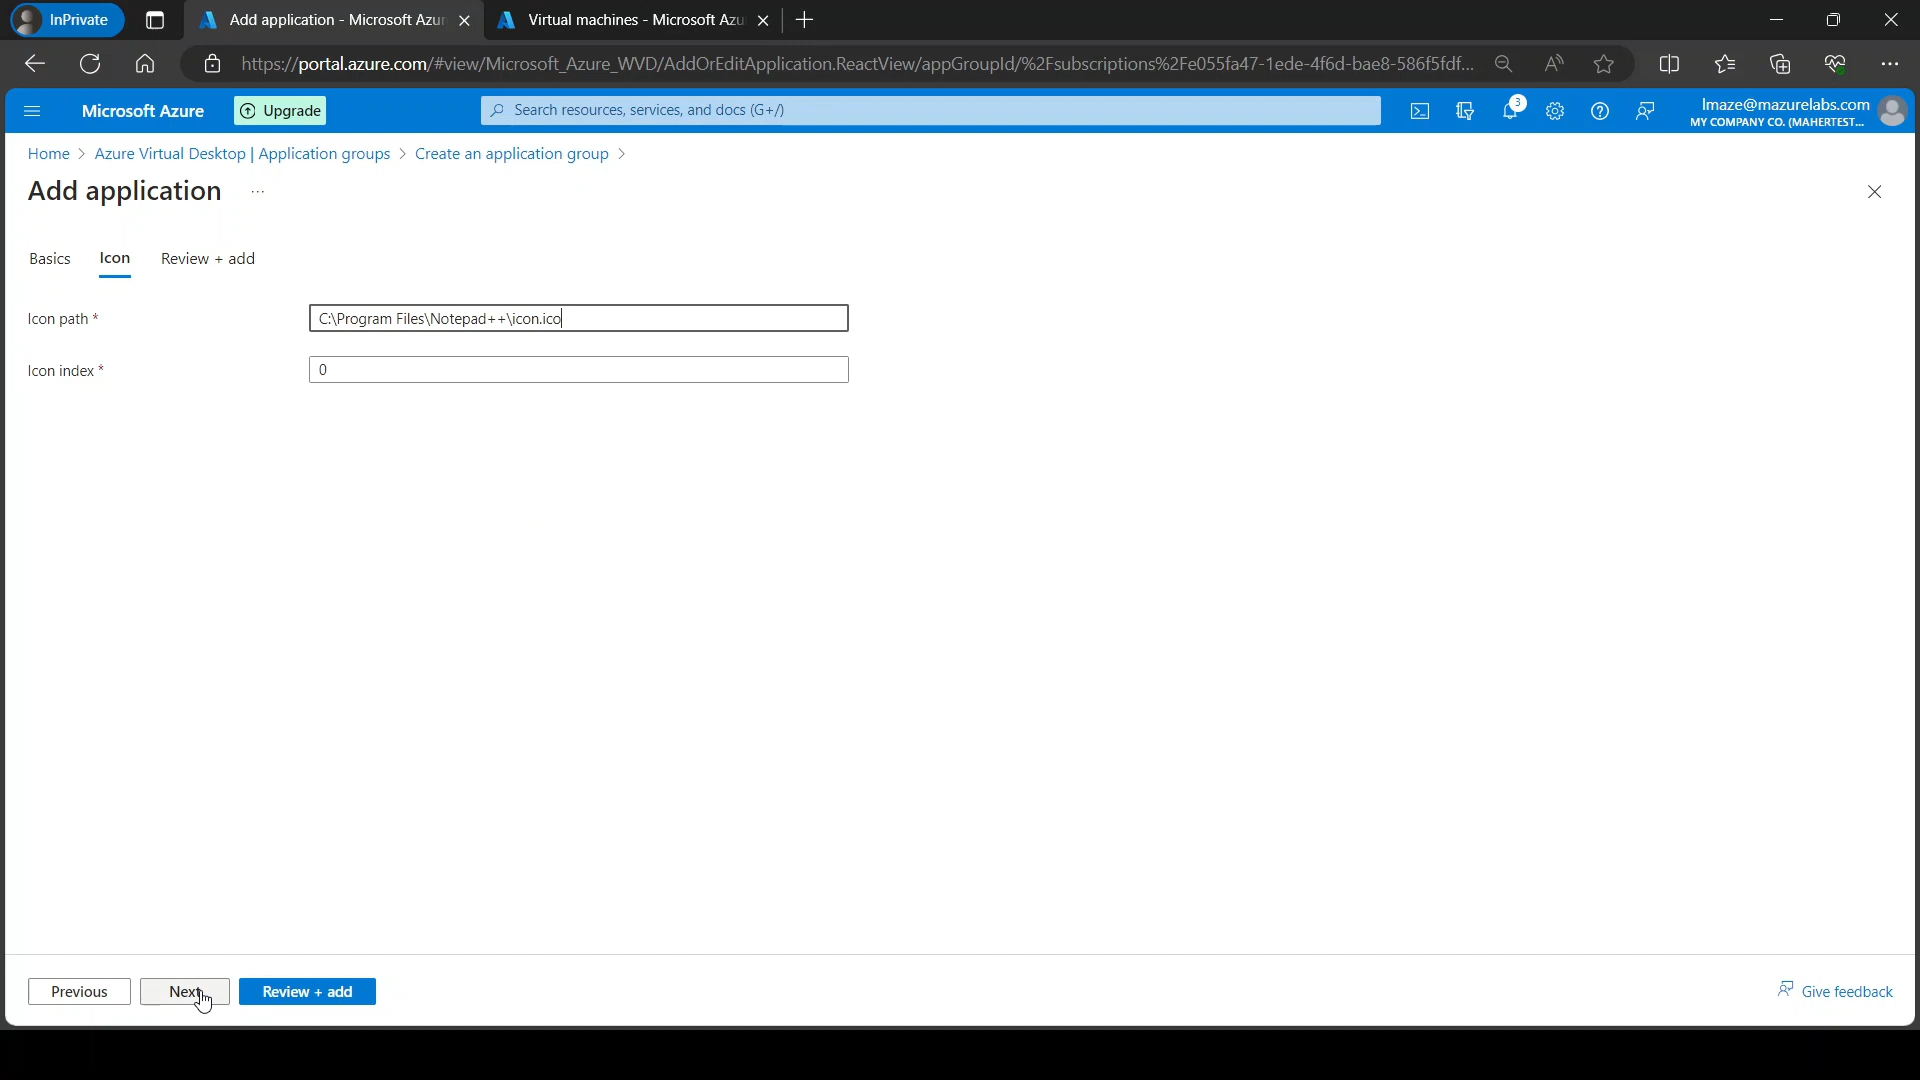 InPrivate
Add application - Microsoft Azur
Virtual machines - Microsoft Azu
https://portal.azure.com/#view/Microsoft_Azure_WVD/AddOrEditApplication.ReactView/appGroupId/%2Fsubscriptions%2Fe055fa47-1ede-4f6d-bae8-586f5fdf...
Microsoft Azure
Upgrade
Search resources, services, and docs (G+/)
3
lmaze@mazurelabs.com
MY COMPANY CO. (MAHERTEST...
Home > Azure Virtual Desktop | Application groups > Create an application group >
Add application ...
Basics
Icon
Review + add
Icon path *
C:\Program Files\Notepad++\icon.ico
Icon index *
0
Previous
Next
Review + add
Give feedback